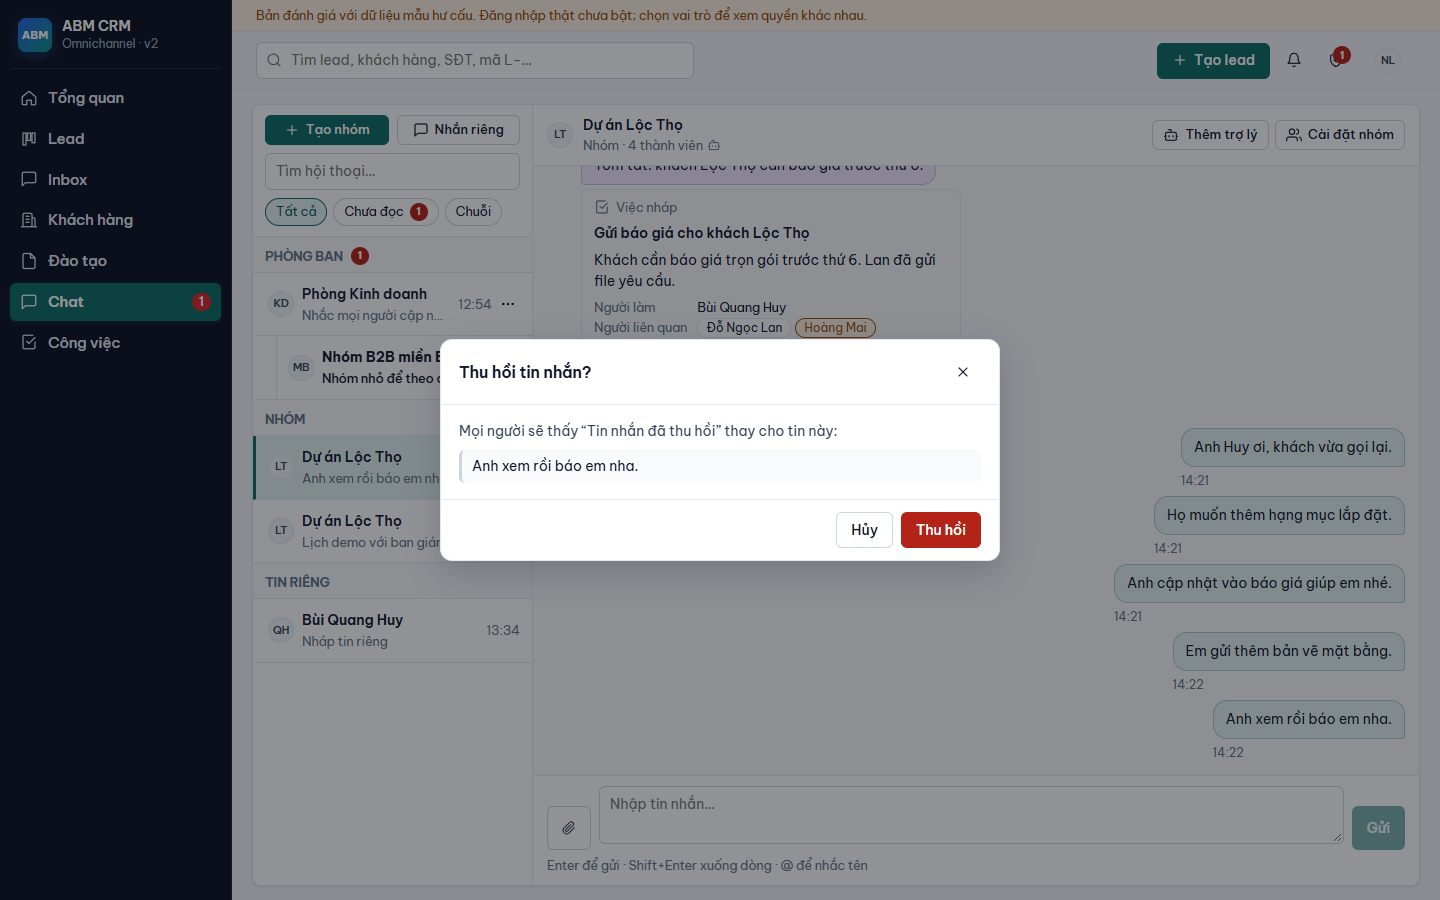 ABM
ABM CRM
Omnichannel · v2
Tổng quan
Lead
Inbox
Khách hàng
Đào tạo
Chat
1
Công việc
Bản đánh giá với dữ liệu mẫu hư cấu. Đăng nhập thật chưa bật; chọn vai trò để xem quyền khác nhau.
Tìm lead, khách hàng, SĐT, mã L-...
Tạo lead
1
NL
Tạo nhóm
Nhắn riêng
Tìm hội thoại...
Tất cả
Chưa đọc 1
Chuỗi
PHÒNG BAN 1
KD
Phòng Kinh doanh
Nhắc mọi người cập n...
12:54
MB
Nhóm B2B miền
Nhóm nhỏ để theo
NHÓM
LT
Dự án Lộc Thọ
Anh xem rồi báo em
LT
Dự án Lộc Thọ
Lịch demo với ban
TIN RIÊNG
QH
Bùi Quang Huy
Nháp tin riêng
13:34
LT
Dự án Lộc Thọ
Nhóm · 4 thành viên
Thêm trợ lý
Cài đặt nhóm
Tóm tắt: khách Lộc Thọ cần báo giá trước thứ 6.
Việc nháp
Gửi báo giá cho khách Lộc Thọ
Khách cần báo giá trọn gói trước thứ 6. Lan đã gửi
file yêu cầu.
Người làm Bùi Quang Huy
Người liên quan Đỗ Ngọc Lan Hoàng Mai
Thu hồi tin nhắn?
Mọi người sẽ thấy “Tin nhắn đã thu hồi” thay cho tin này:
Anh xem rồi báo em nha.
Hủy
Thu hồi
Anh Huy ơi, khách vừa gọi lại.
14:21
Họ muốn thêm hạng mục lắp đặt.
14:21
Anh cập nhật vào báo giá giúp em nhé.
14:21
Em gửi thêm bản vẽ mặt bằng.
14:22
Anh xem rồi báo em nha.
14:22
Nhập tin nhắn...
Gửi
Enter để gửi · Shift+Enter xuống dòng · @ để nhắc tên